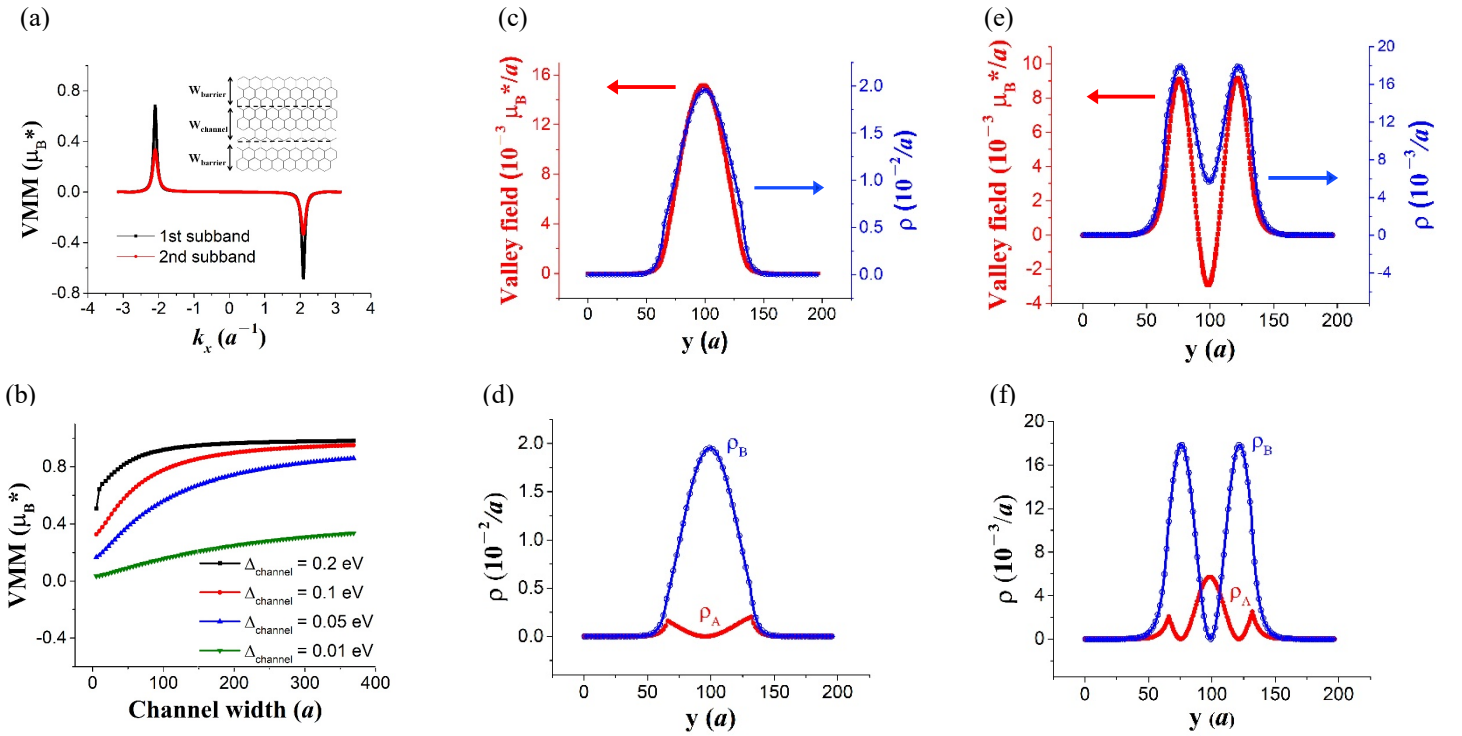 (a)
VMM (μB*)
0.8
0.4
0.0
-0.4
-0.8
Wbarrier
Wchannel
Wbarrier
1st subband
2nd subband
-4 -3 -2 -1 0 1 2 3 4
kx (a−1)
(b)
VMM (μB*)
0.8
0.4
0.0
-0.4
Δchannel = 0.2 eV
Δchannel = 0.1 eV
Δchannel = 0.05 eV
Δchannel = 0.01 eV
0 100 200 300 400
Channel width (a)
(c)
Valley field (10−3 μB*/a)
16
12
8
4
0
2.0
1.5
1.0
0.5
0.0
ρ (10−2/a)
0 50 100 150 200
y (a)
(d)
ρ (10−2/a)
2.0
1.5
1.0
0.5
0.0
ρB
ρA
0 50 100 150 200
y (a)
(e)
Valley field (10−3 μB*/a)
10
8
6
4
2
0
-2
-4
20
16
12
8
4
0
-4
ρ (10−3/a)
0 50 100 150 200
y (a)
(f)
ρ (10−3/a)
20
16
12
8
4
0
ρB
ρA
0 50 100 150 200
y (a)